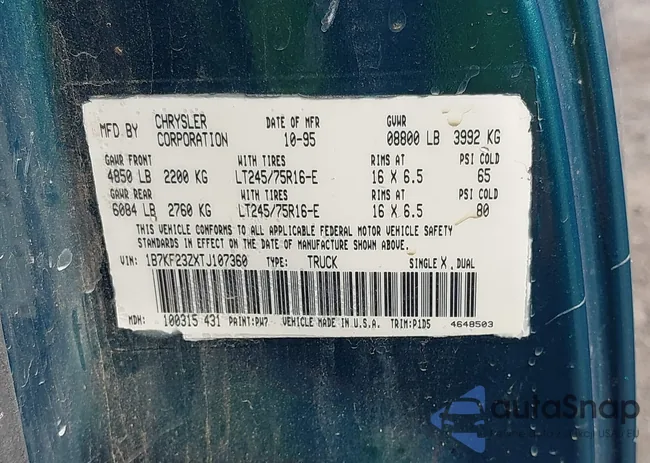 MFD BY CHRYSLER CORPORATION DATE OF MFR 10-95 GVWR 08800 LB 3992 KG
GAWR FRONT WITH TIRES RIMS AT PSI COLD
4850 LB 2200 KG LT245/75R16-E 16 X 6.5 65
GAWR REAR WITH TIRES RIMS AT PSI COLD
6084 LB 2760 KG LT245/75R16-E 16 X 6.5 80
THIS VEHICLE CONFORMS TO ALL APPLICABLE FEDERAL MOTOR VEHICLE SAFETY
STANDARDS IN EFFECT ON THE DATE OF MANUFACTURE SHOWN ABOVE.
VIN: 1B7KF23ZXTJ107360 TYPE: TRUCK SINGLE X, DUAL
MDH: 100315 431 PAINT:PW7 VEHICLE MADE IN U.S.A. TRIM:P1D5 4648503
autoSnap